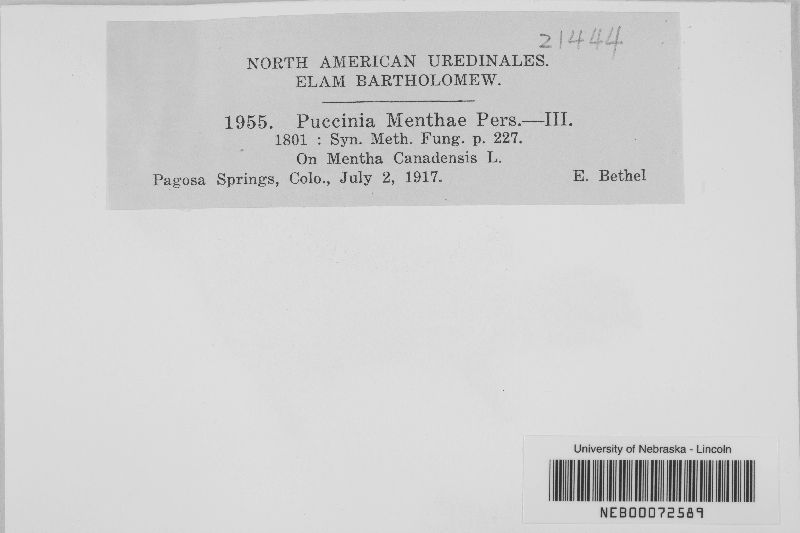 21444
NORTH AMERICAN UREDINALES.
ELAM BARTHOLOMEW.
1955. Puccinia Menthae Pers.—III.
1801 : Syn. Meth. Fung. p. 227.
On Mentha Canadensis L.
Pagosa Springs, Colo., July 2, 1917. E. Bethel
University of Nebraska - Lincoln
NEB00072589